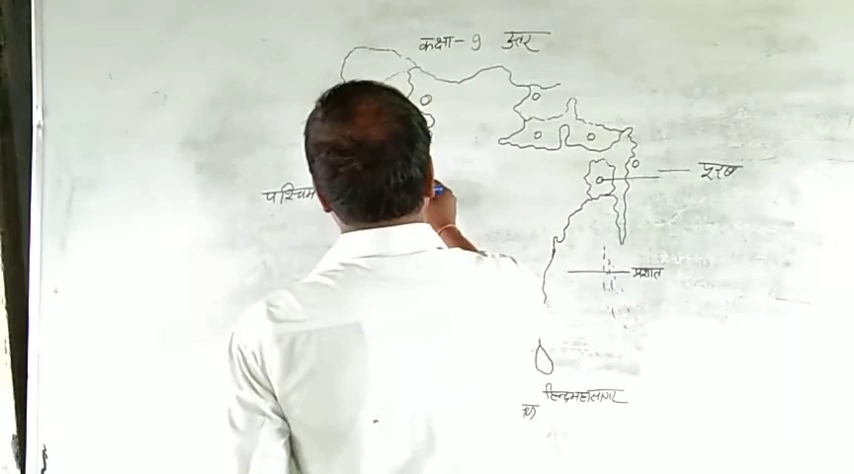 कक्षा-9 उत्तर
पश्चिम
पूरब
प्रशांत
हिन्दमहासागर